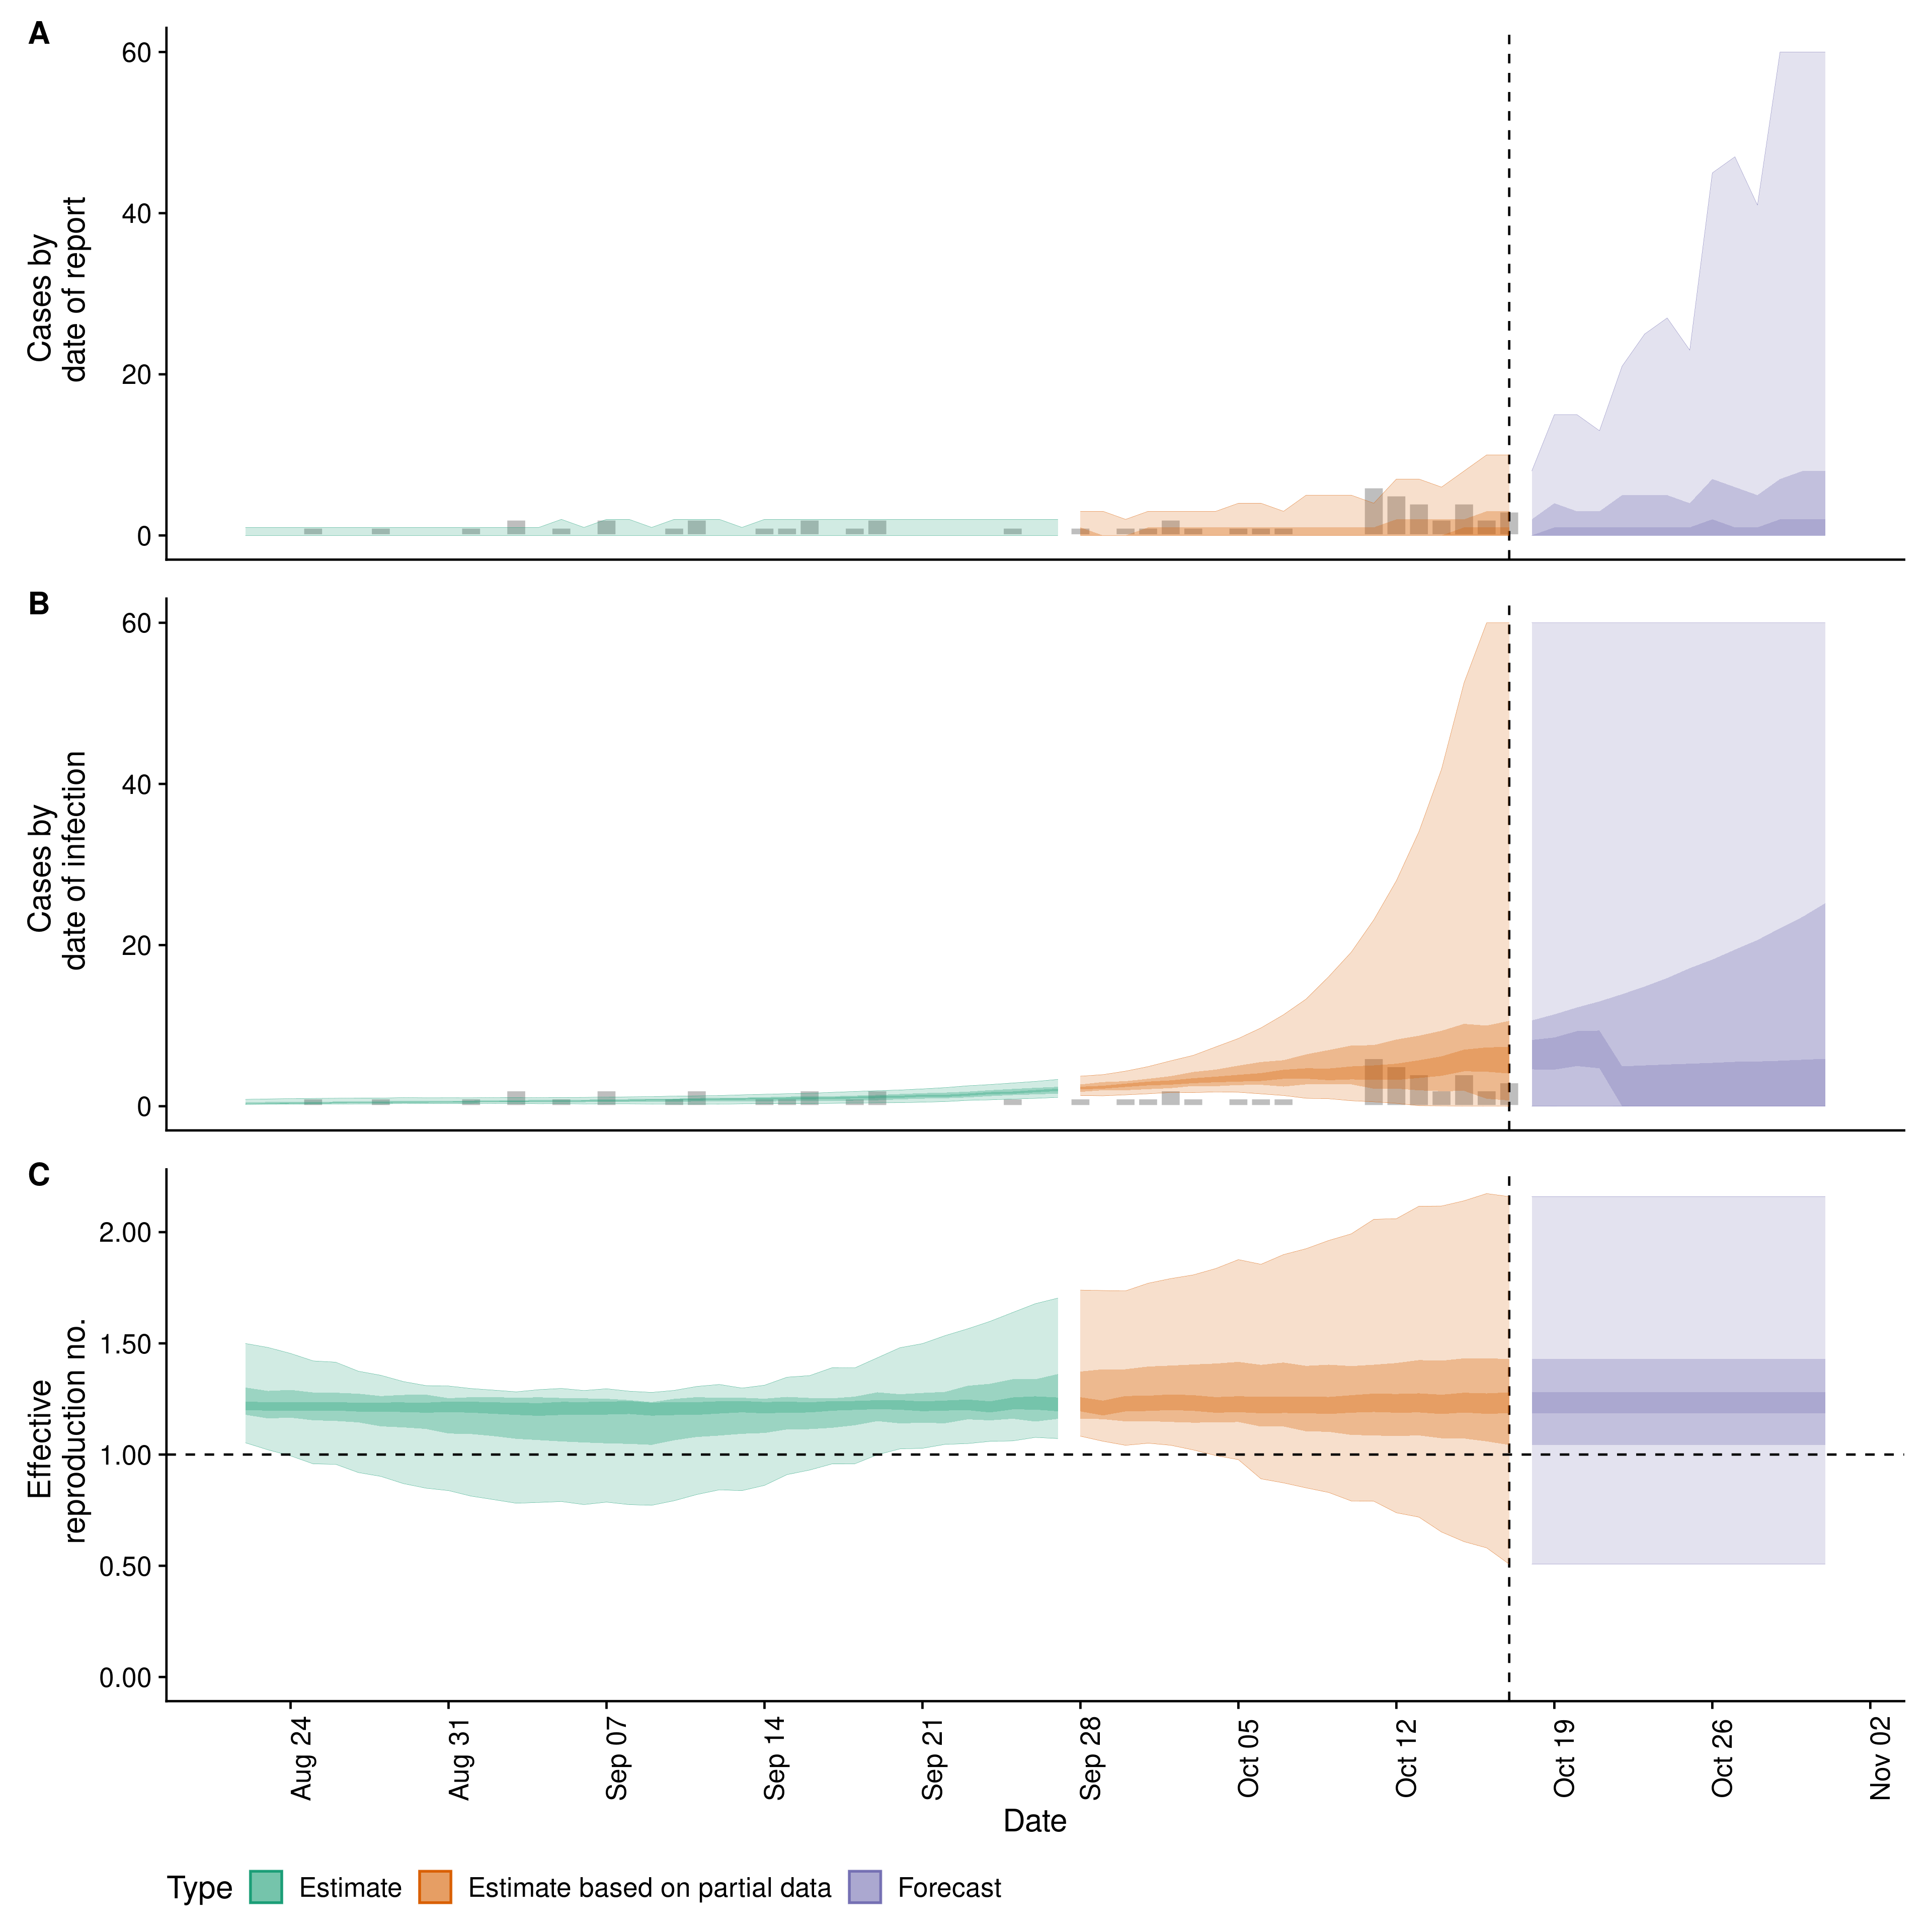 A
60
40
20
0
Cases by
date of report
B
60
40
20
0
Cases by
date of infection
C
2.00
1.50
1.00
0.50
0.00
Effective
reproduction no.
Aug 24
Aug 31
Sep 07
Sep 14
Sep 21
Sep 28
Oct 05
Oct 12
Oct 19
Oct 26
Nov 02
Date
Type Estimate Estimate based on partial data Forecast